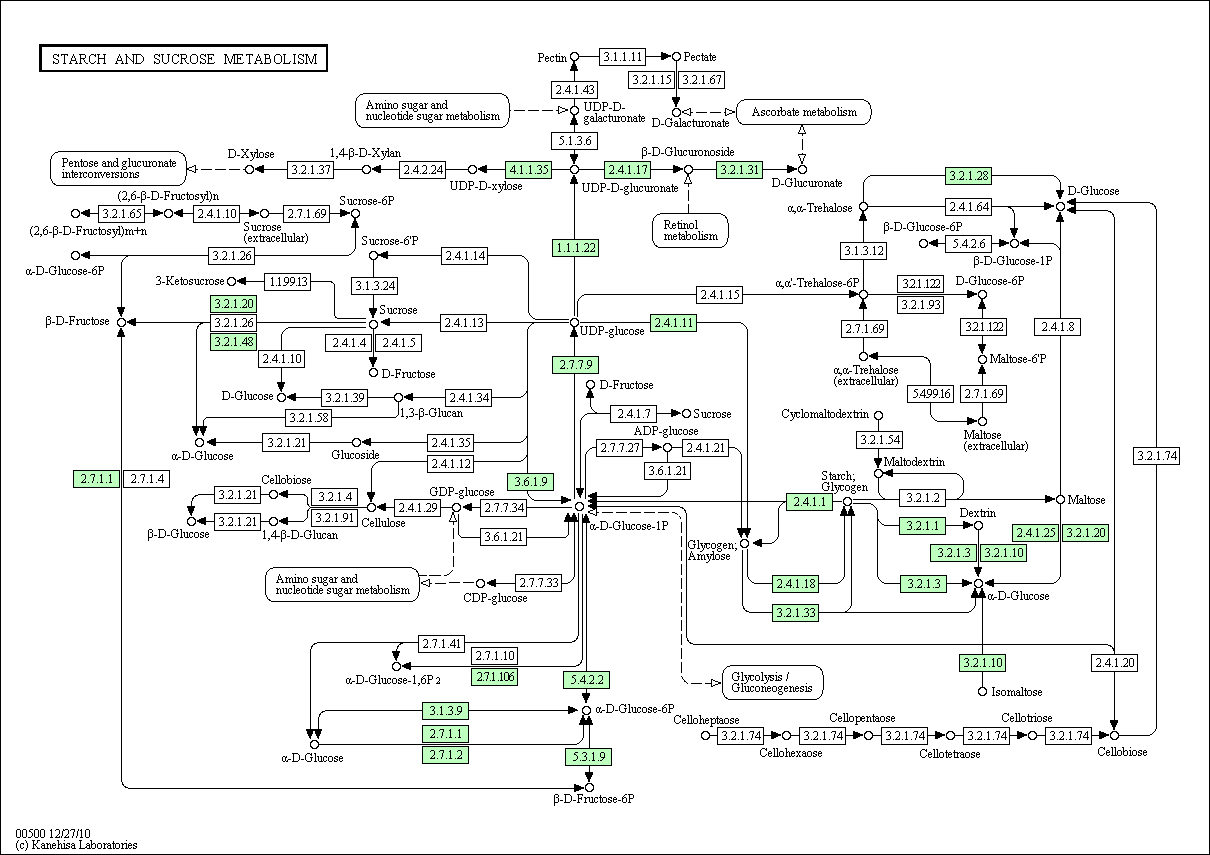 STARCH AND SUCROSE METABOLISM
Pectin
3.1.1.11
Pectate
3.2.1.15
3.2.1.67
2.4.1.43
Amino sugar and
nucleotide sugar metabolism
UDP-D-
galacturonate
D-Galacturonate
Ascorbate metabolism
5.1.3.6
Pentose and glucuronate
interconversions
D-Xylose
3.2.1.37
1,4-β-D-Xylan
2.4.2.24
UDP-D-xylose
4.1.1.35
UDP-D-glucuronate
2.4.1.17
β-D-Glucuronoside
3.2.1.31
D-Glucuronate
Retinol
metabolism
3.2.1.28
D-Glucose
α,α-Trehalose
2.4.1.64
β-D-Glucose-6P
5.4.2.6
β-D-Glucose-1P
3.1.3.12
(2,6-β-D-Fructosyl)n
3.2.1.65
2.4.1.10
2.7.1.69
Sucrose-6P
(2,6-β-D-Fructosyl)m+n
Sucrose
(extracellular)
1.1.1.22
α-D-Glucose-6P
3.2.1.26
Sucrose-6'P
2.4.1.14
3-Ketosucrose
1.199.13
3.1.3.24
α,α'-Trehalose-6P
3.2.1.122
3.2.1.93
D-Glucose-6P
2.4.1.15
3.2.1.20
3.2.1.26
3.2.1.48
β-D-Fructose
Sucrose
2.4.1.13
UDP-glucose
2.4.1.11
2.7.1.69
3.2.1.122
2.4.1.8
2.4.1.4
2.4.1.5
2.4.1.10
D-Fructose
2.7.7.9
Maltose-6'P
α,α-Trehalose
(extracellular)
5.499.16
2.7.1.69
Maltose
(extracellular)
D-Glucose
3.2.1.39
2.4.1.34
1,3-β-Glucan
3.2.1.58
D-Fructose
2.4.1.7
Sucrose
Cyclomaltodextrin
3.2.1.54
α-D-Glucose
3.2.1.21
Glucoside
2.4.1.35
ADP-glucose
2.7.7.27
2.4.1.21
3.6.1.21
2.4.1.12
Maltodextrin
3.2.1.74
2.7.1.1
2.7.1.4
Cellobiose
3.2.1.21
3.2.1.4
GDP-glucose
3.6.1.9
Starch;
Glycogen
2.4.1.1
3.2.1.2
Maltose
β-D-Glucose
3.2.1.21
1,4-β-D-Glucan
3.2.1.91
Cellulose
2.4.1.29
2.7.7.34
α-D-Glucose-1P
3.6.1.21
3.2.1.1
Dextrin
2.4.1.25
3.2.1.20
Glycogen;
Amylose
3.2.1.3
3.2.1.10
Amino sugar and
nucleotide sugar metabolism
2.7.7.33
CDP-glucose
2.4.1.18
3.2.1.3
α-D-Glucose
3.2.1.33
2.7.1.41
2.7.1.10
2.7.1.106
α-D-Glucose-1,6P2
5.4.2.2
Glycolysis /
Gluconeogenesis
3.2.1.10
Isomaltose
2.4.1.20
3.1.3.9
α-D-Glucose-6P
2.7.1.1
2.7.1.2
α-D-Glucose
5.3.1.9
Celloheptaose
3.2.1.74
Cellohexaose
3.2.1.74
Cellopentaose
3.2.1.74
Cellotetraose
3.2.1.74
Cellotriose
3.2.1.74
Cellobiose
β-D-Fructose-6P
00500 12/27/10
(c) Kanehisa Laboratories